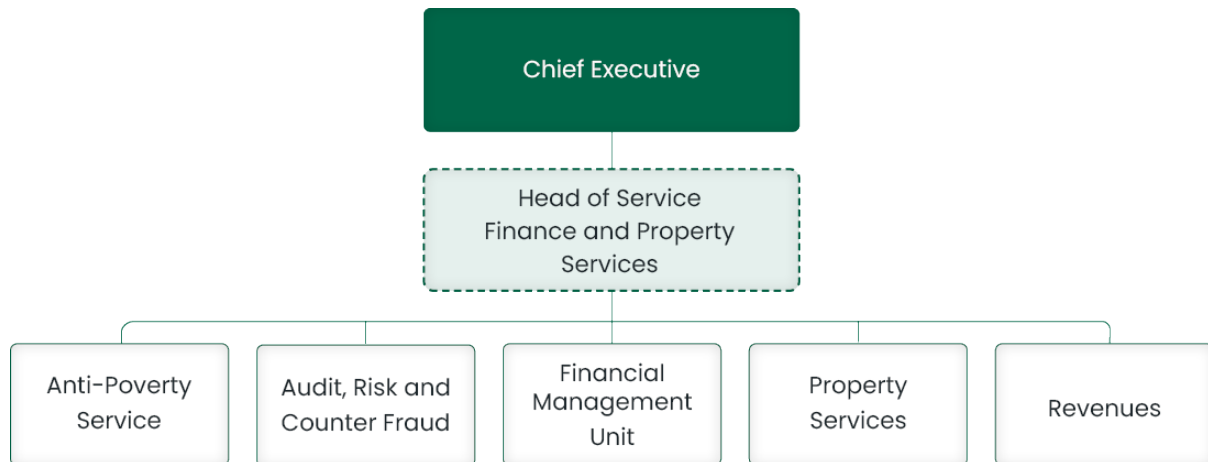 Chief Executive
Head of Service
Finance and Property
Services
Anti-Poverty
Service
Audit, Risk and
Counter Fraud
Financial
Management
Unit
Property
Services
Revenues